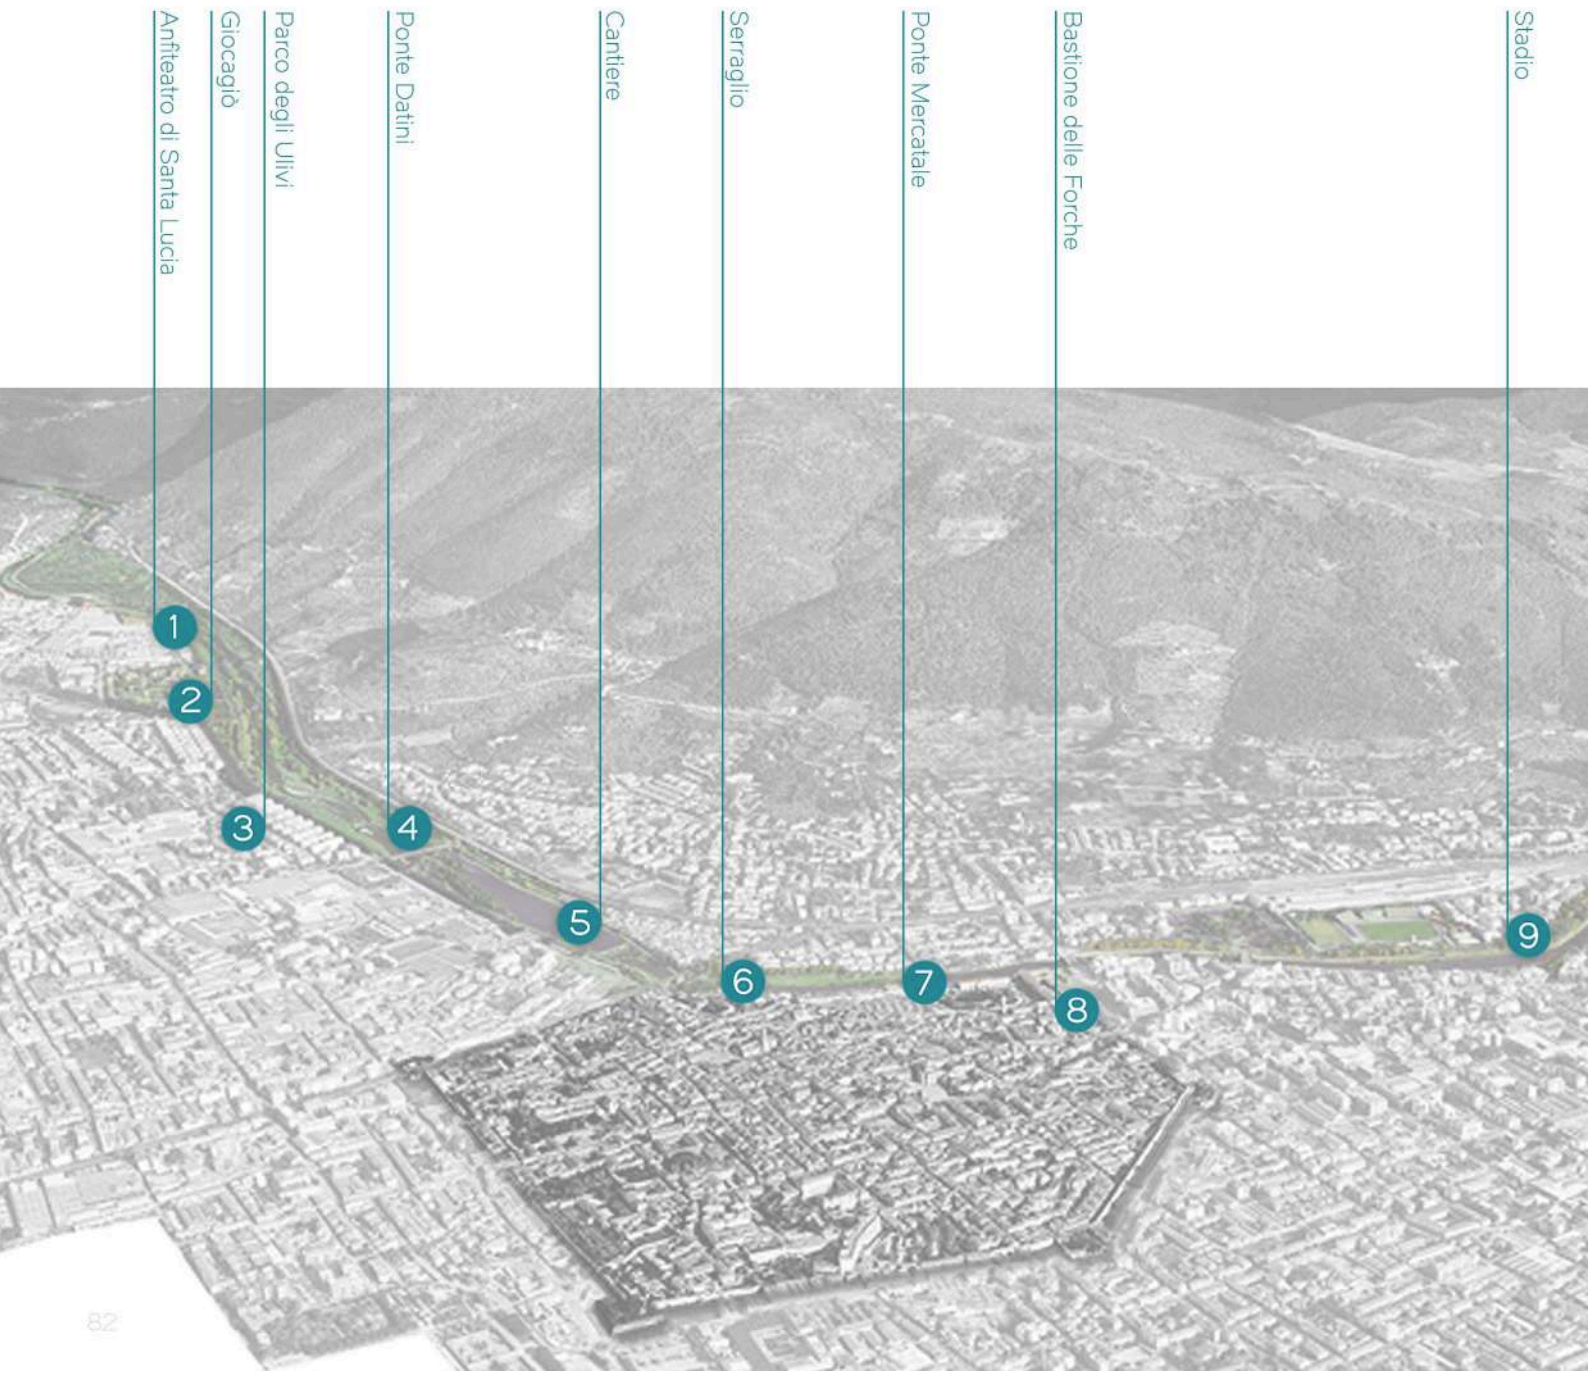 Anfiteatro di Santa Lucia
Giocagiò
Parco degli Ulivi
Ponte Datini
Cantiere
Serraglio
Ponte Mercatale
Bastione delle Forche
Stadio
1
2
3
4
5
6
7
8
9
82